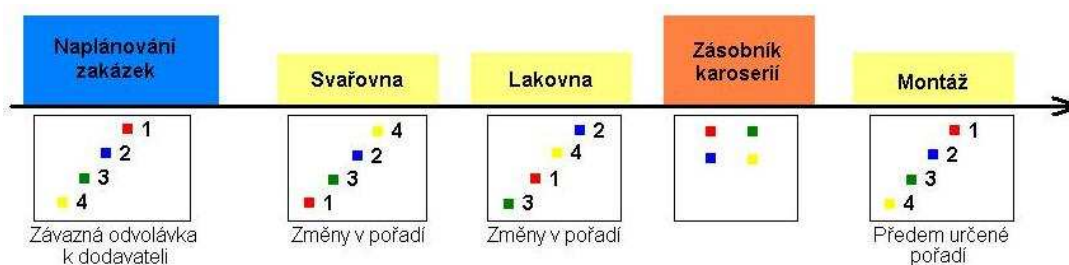 Naplánování
zakázek
Svařovna
Lakovna
Zásobník
karoserií
Montáž
1
2
3
4
4
2
3
1
2
4
1
3
1
2
3
4
Závazná odvolávka
k dodavateli
Změny v pořadí
Změny v pořadí
Předem určené
pořadí